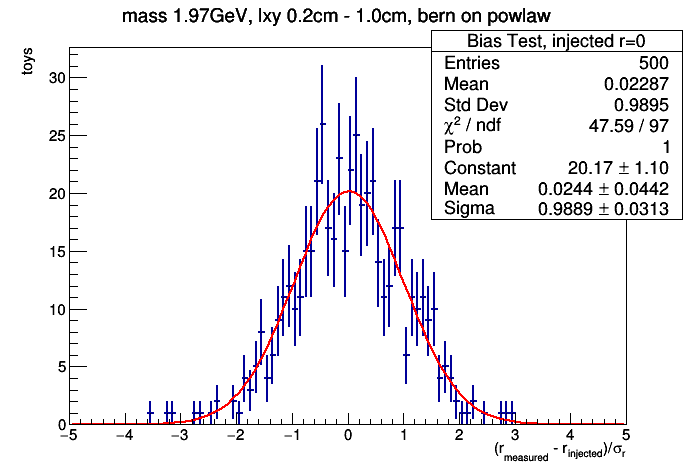 mass 1.97GeV, lxy 0.2cm - 1.0cm, bern on powlaw
Bias Test, injected r=0
Entries 500
Mean 0.02287
Std Dev 0.9895
χ² / ndf 47.59 / 97
Prob 1
Constant 20.17 ± 1.10
Mean 0.0244 ± 0.0442
Sigma 0.9889 ± 0.0313
toys
30
25
20
15
10
5
0
−5 −4 −3 −2 −1 0 1 2 3 4 5
(r_measured - r_injected)/σ_r